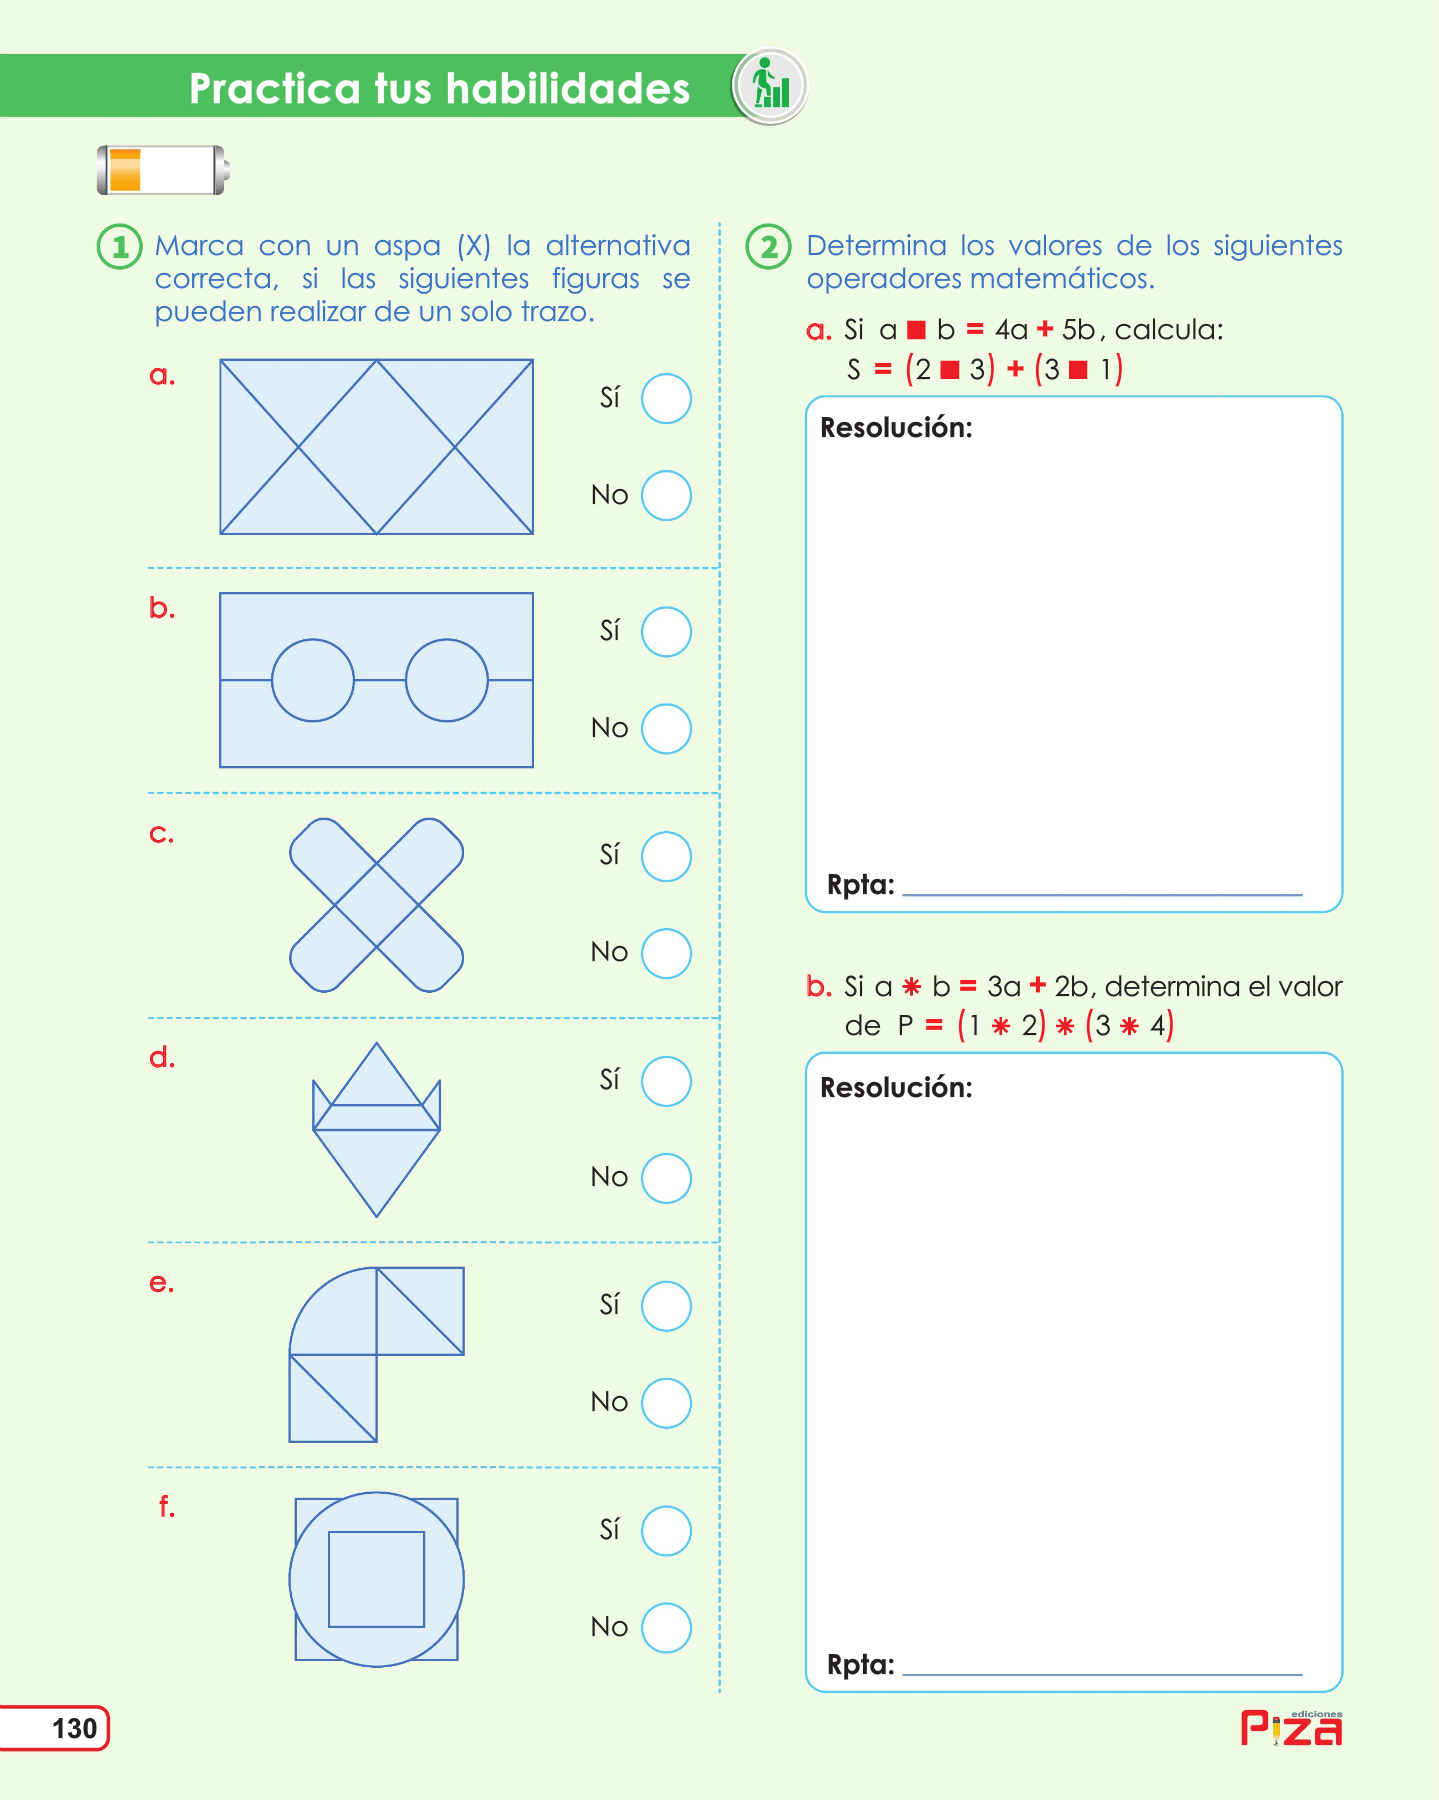 Practica tus habilidades
1 Marca con un aspa (X) la alternativa
correcta, si las siguientes figuras se
pueden realizar de un solo trazo.
a.
Sí
No
b.
Sí
No
c.
Sí
No
d.
Sí
No
e.
Sí
No
f.
Sí
No
2 Determina los valores de los siguientes
operadores matemáticos.
a. Si a ■ b = 4a + 5b, calcula:
S = (2 ■ 3) + (3 ■ 1)
Resolución:
Rpta:
b. Si a * b = 3a + 2b, determina el valor
de P = (1 * 2) * (3 * 4)
Resolución:
Rpta:
130
ediciones
Piza